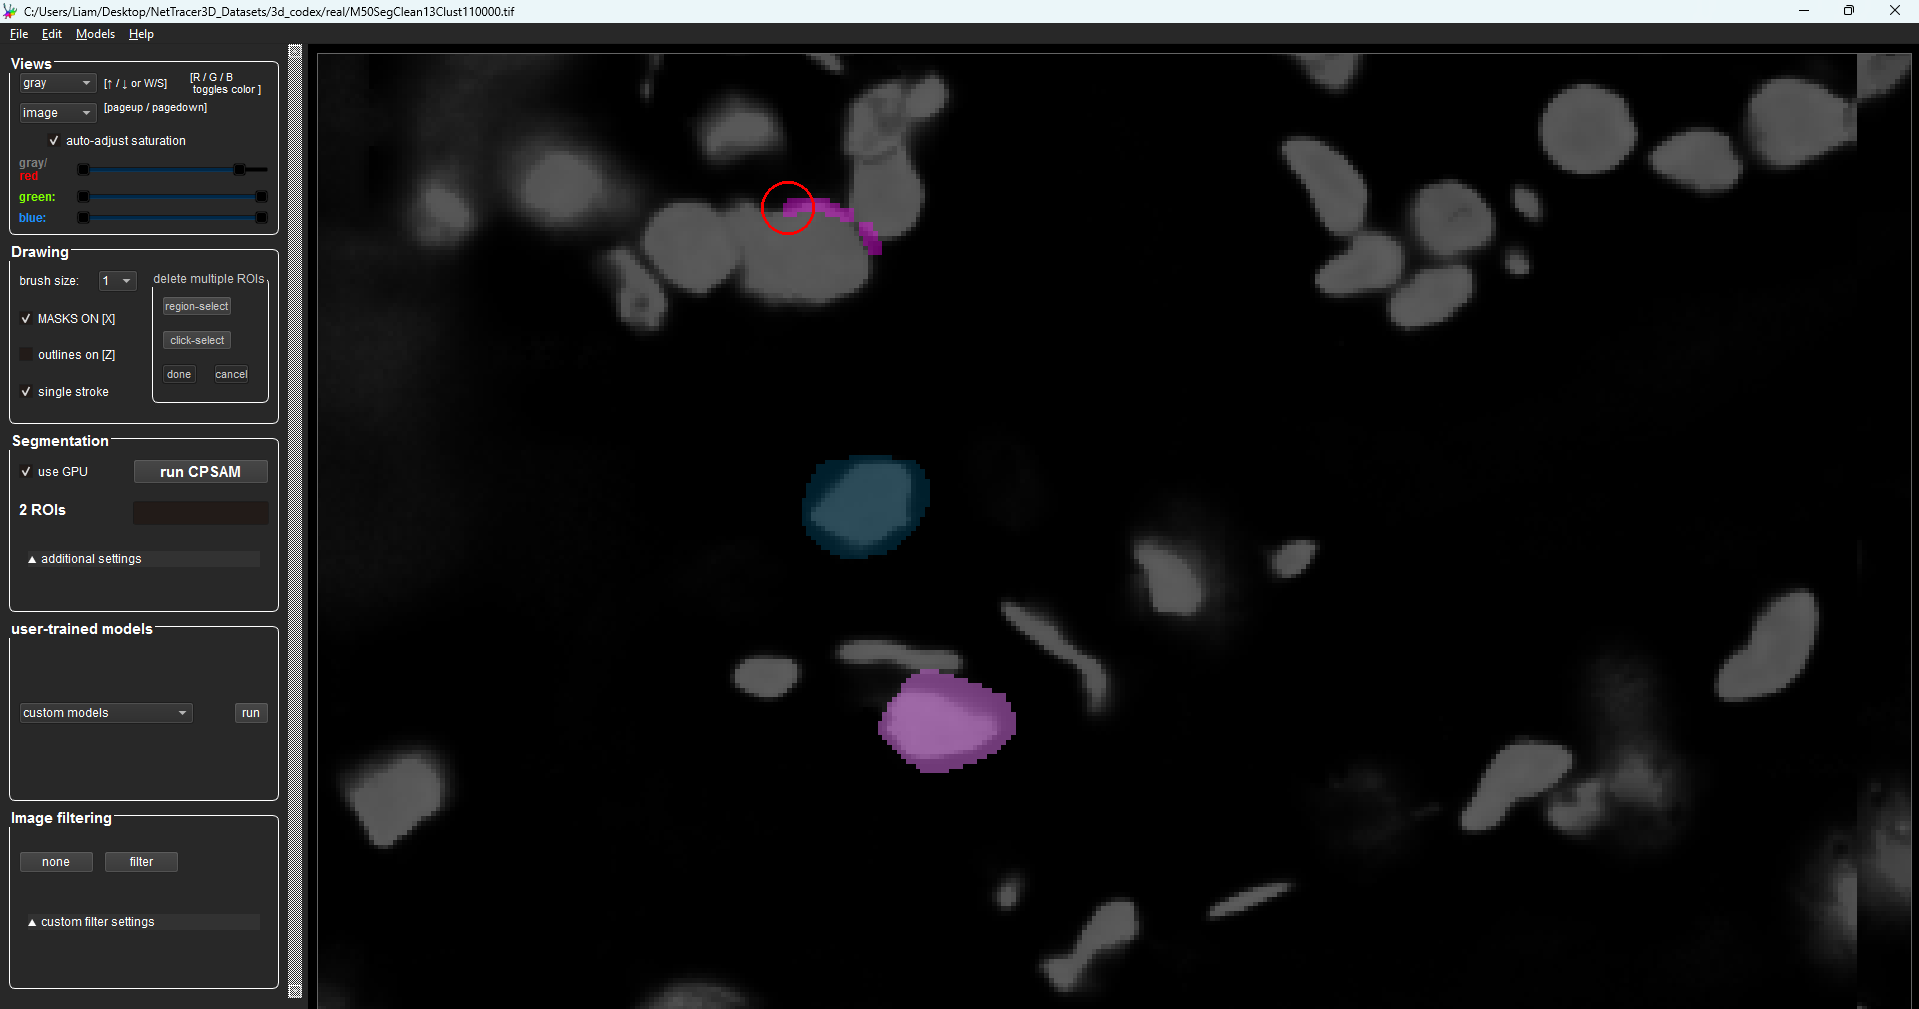 C:/Users/Liam/Desktop/NetTracer3D_Datasets/3d_codex/real/M50SegClean13Clust110000.tif
File Edit Models Help
Views
gray [↑ / ↓ or W/S] [R / G / B
toggles color ]
image [pageup / pagedown]
auto-adjust saturation
gray/
red
green:
blue:
Drawing
brush size: 1 delete multiple ROIs
region-select
MASKS ON [X]
click-select
outlines on [Z]
done cancel
single stroke
Segmentation
use GPU run CPSAM
2 ROIs
▲ additional settings
user-trained models
custom models run
Image filtering
none filter
▲ custom filter settings